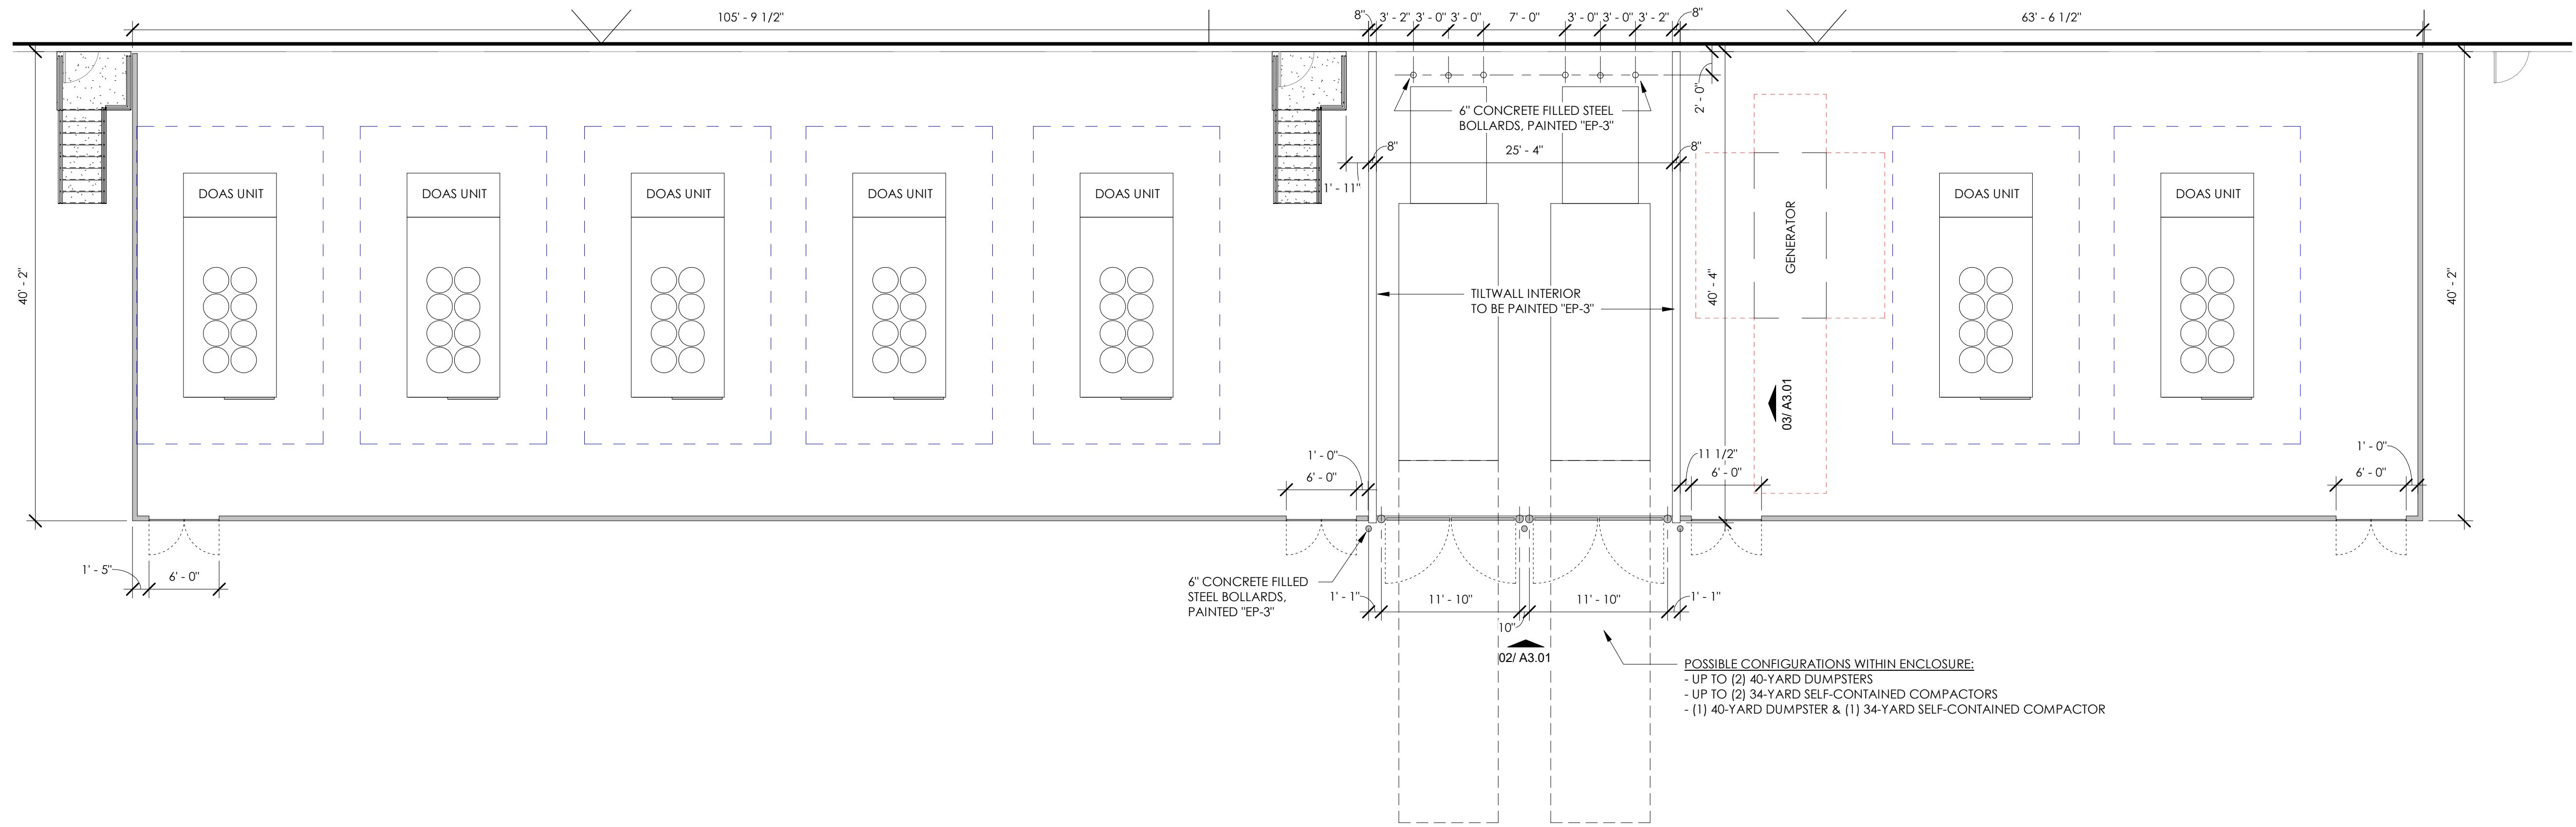 105' - 9 1/2"
8"
3' - 2"
3' - 0"
3' - 0"
7' - 0"
3' - 0"
3' - 0"
3' - 2"
8"
63' - 6 1/2"
2' - 0"
6" CONCRETE FILLED STEEL
BOLLARDS, PAINTED "EP-3"
8"
25' - 4"
8"
1' - 11"
DOAS UNIT
DOAS UNIT
DOAS UNIT
DOAS UNIT
DOAS UNIT
GENERATOR
DOAS UNIT
DOAS UNIT
40' - 2"
TILTWALL INTERIOR
TO BE PAINTED "EP-3"
40' - 4"
40' - 2"
03/ A3.01
1' - 0"
6' - 0"
11 1/2"
6' - 0"
1' - 0"
6' - 0"
1' - 5"
6' - 0"
6" CONCRETE FILLED
STEEL BOLLARDS,
PAINTED "EP-3"
1' - 1"
11' - 10"
11' - 10"
1' - 1"
10"
02/ A3.01
POSSIBLE CONFIGURATIONS WITHIN ENCLOSURE:
- UP TO (2) 40-YARD DUMPSTERS
- UP TO (2) 34-YARD SELF-CONTAINED COMPACTORS
- (1) 40-YARD DUMPSTER & (1) 34-YARD SELF-CONTAINED COMPACTOR